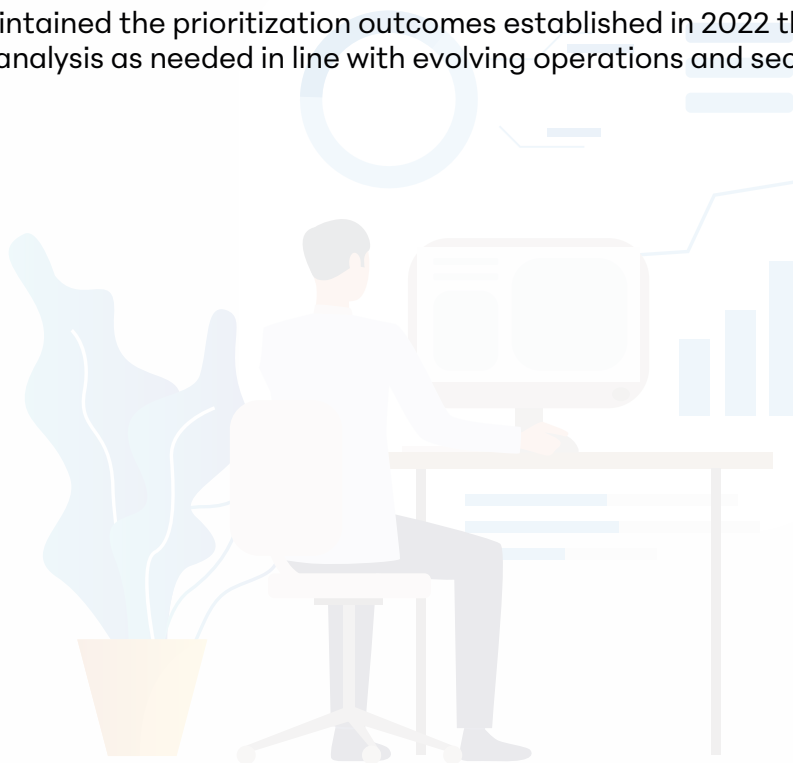 intained the prioritization outcomes established in 2022 th
analysis as needed in line with evolving operations and sec